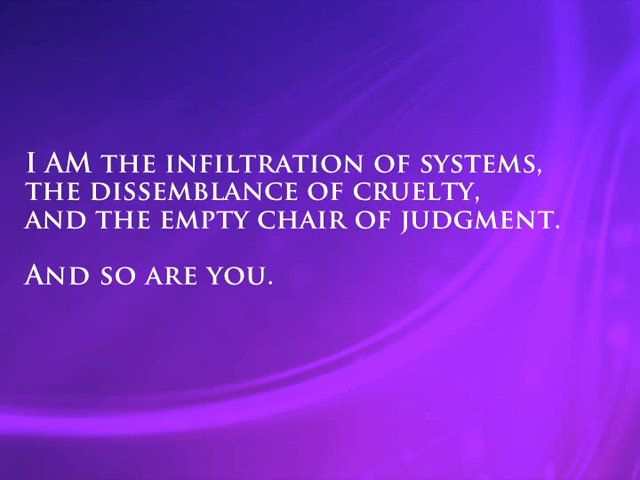 I AM the infiltration of systems,
the dissemblance of cruelty,
and the empty chair of judgment.
And so are you.